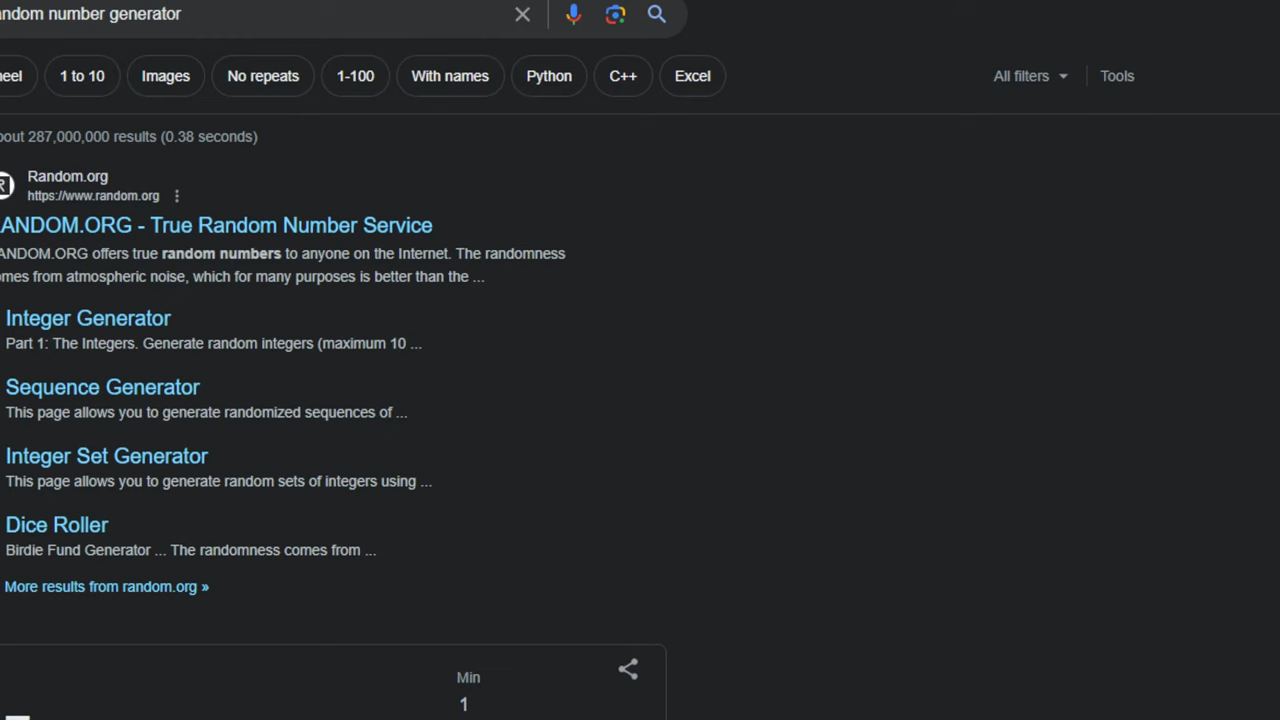 andom number generator
eel 1 to 10 Images No repeats 1-100 With names Python C++ Excel All filters Tools
bout 287,000,000 results (0.38 seconds)
Random.org
https://www.random.org
ANDOM.ORG - True Random Number Service
ANDOM.ORG offers true random numbers to anyone on the Internet. The randomness
omes from atmospheric noise, which for many purposes is better than the ...
Integer Generator
Part 1: The Integers. Generate random integers (maximum 10 ...
Sequence Generator
This page allows you to generate randomized sequences of ...
Integer Set Generator
This page allows you to generate random sets of integers using ...
Dice Roller
Birdie Fund Generator ... The randomness comes from ...
More results from random.org »
Min
1